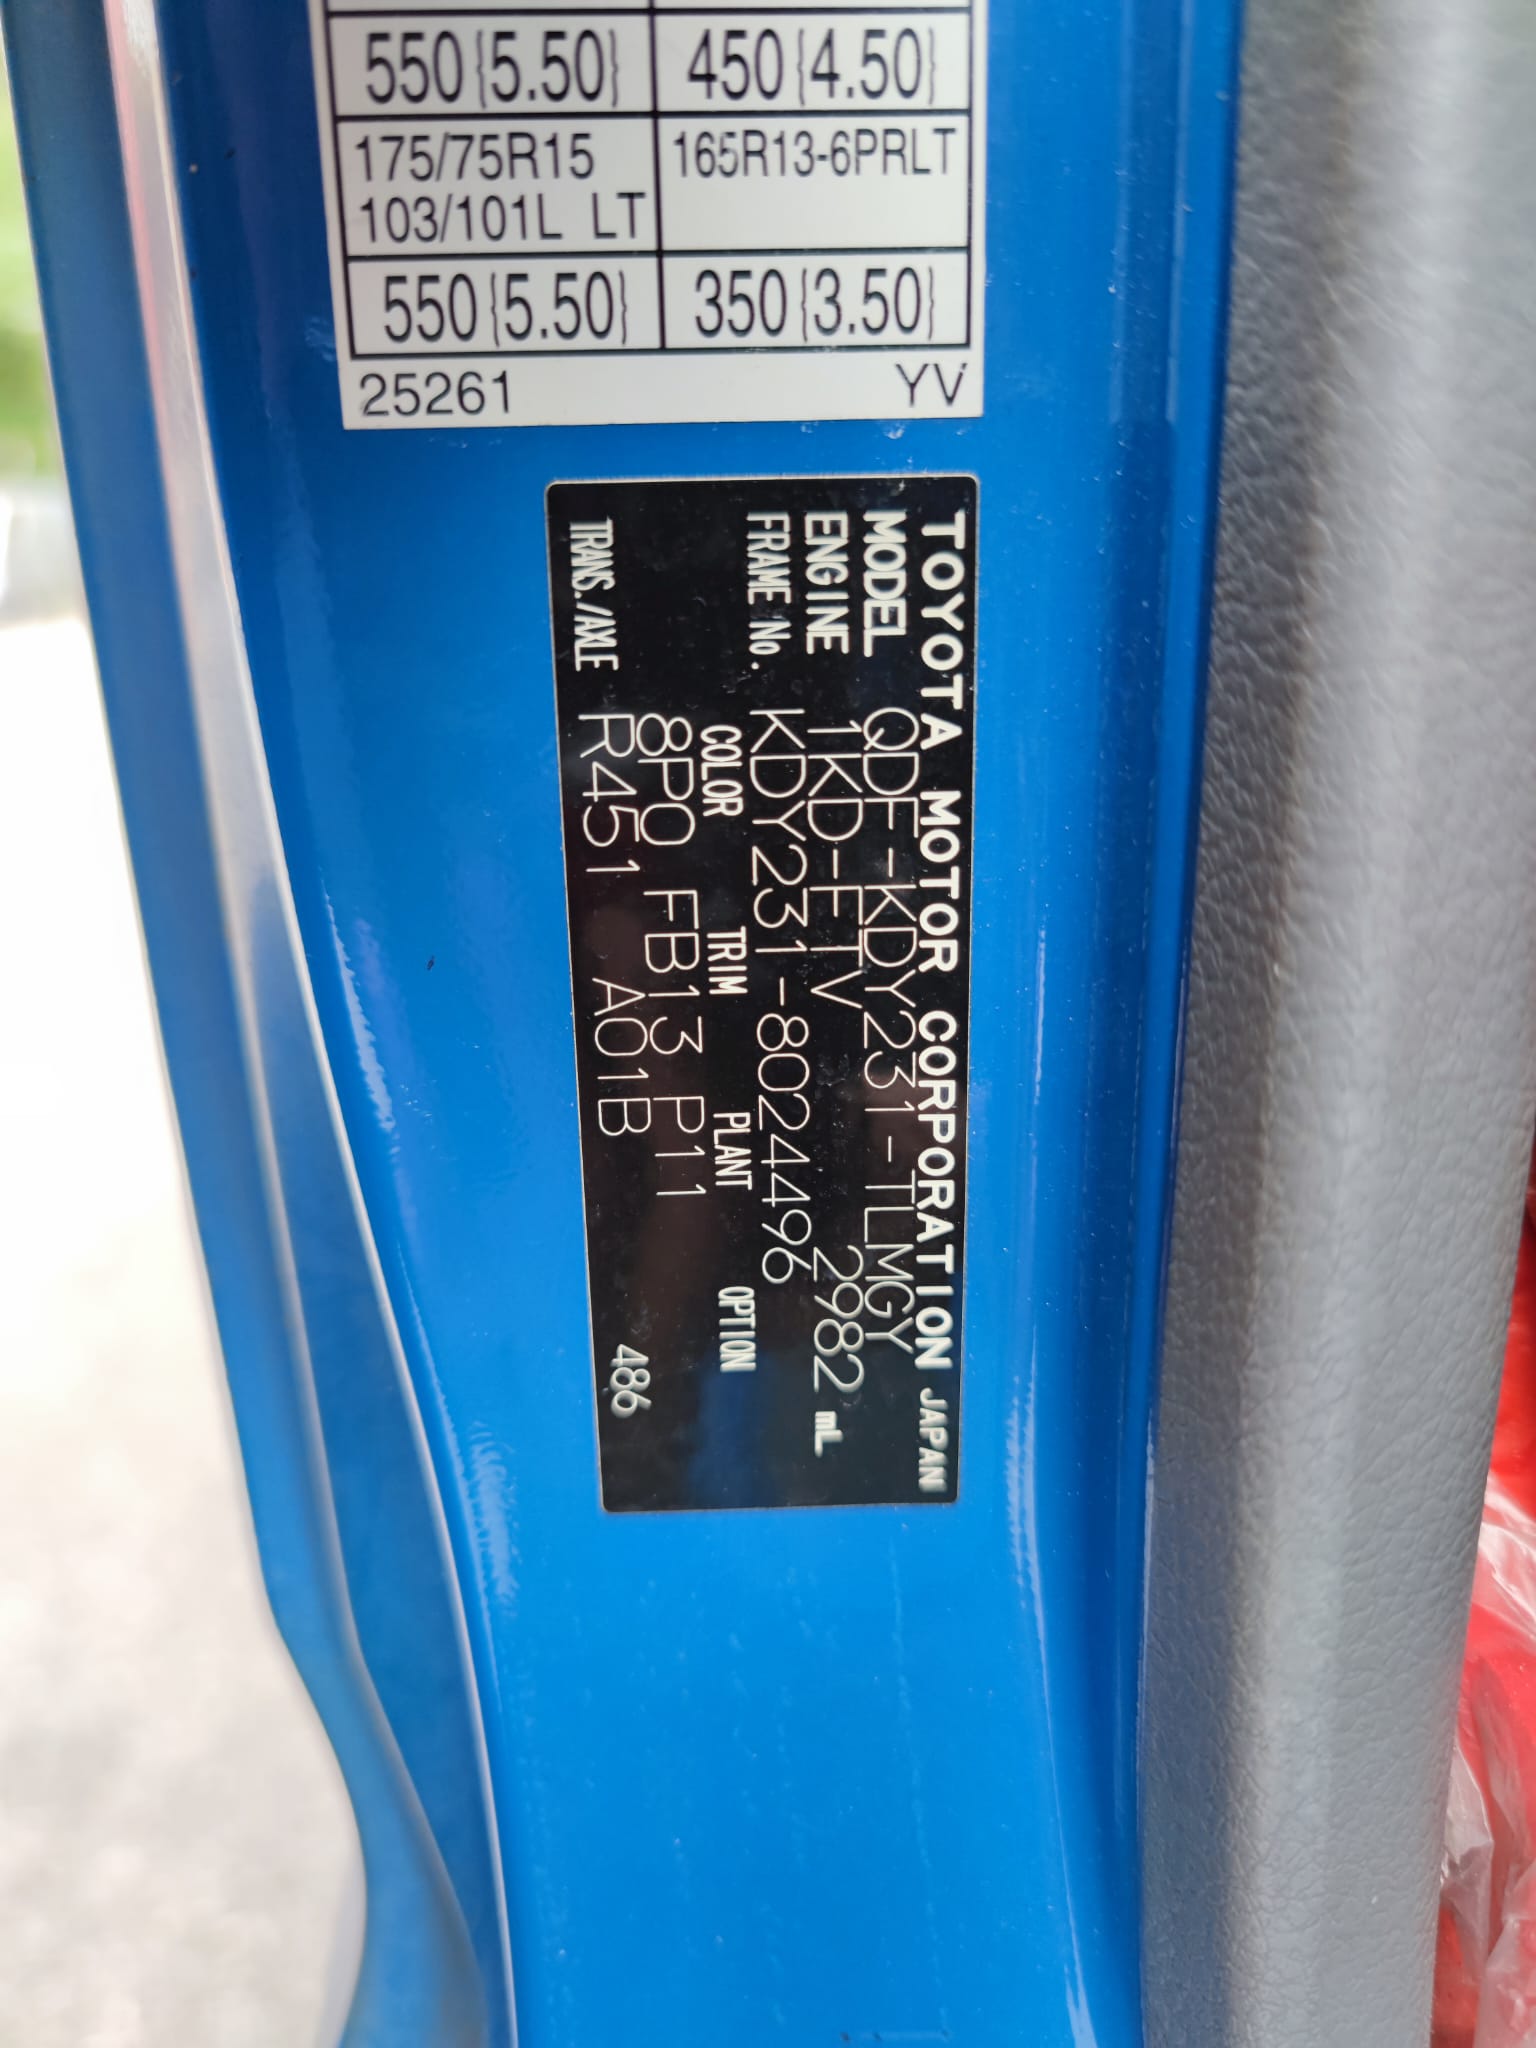 550{5.50} 450{4.50}
175/75R15 165R13-6PRLT
103/101L LT
550{5.50} 350{3.50}
25261 YV
TOYOTA MOTOR CORPORATION JAPAN
MODEL QDF-KDY231-TLMGY
ENGINE 1KD-FTV 2982 mL
FRAME No. KDY231-8024496
COLOR TRIM PLANT OPTION
8P0 FB13 P11
TRANS./AXLE R451 A01B 486